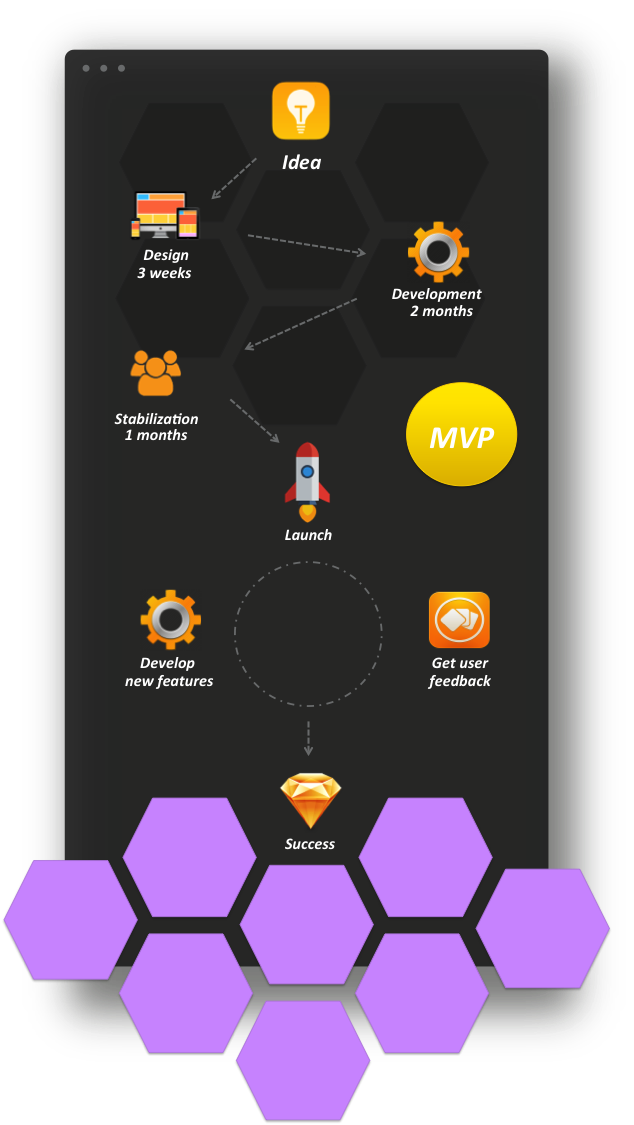 Idea
Design
3 weeks
Development
2 months
Stabilization
1 months
MVP
Launch
Develop
new features
Get user
feedback
Success